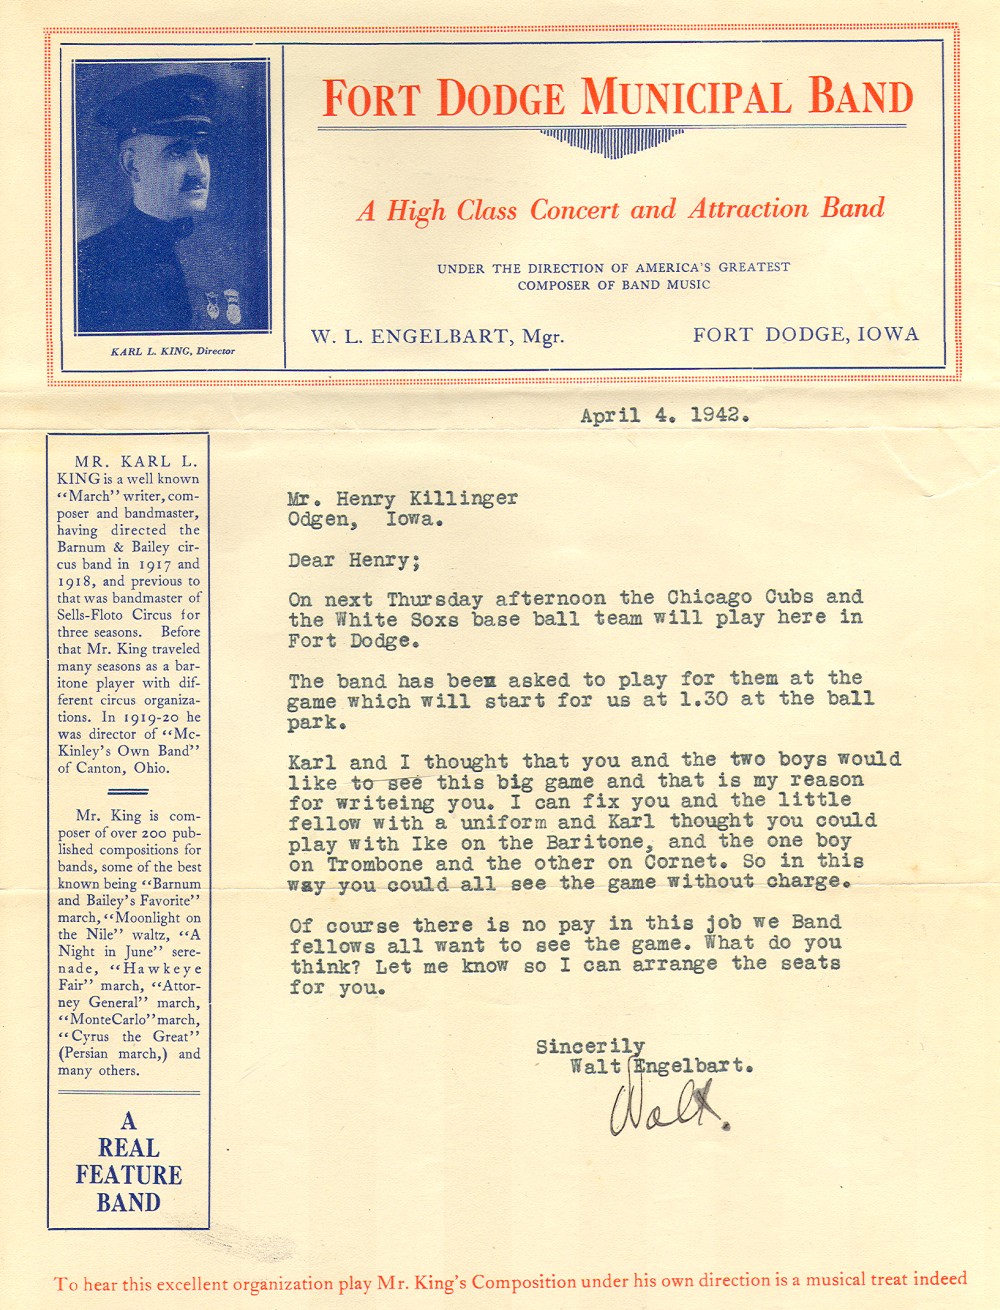 FORT DODGE MUNICIPAL BAND
A High Class Concert and Attraction Band
UNDER THE DIRECTION OF AMERICA'S GREATEST
COMPOSER OF BAND MUSIC
W. L. ENGELBART, Mgr.
FORT DODGE, IOWA
KARL L. KING, Director
April 4. 1942.
MR. KARL L.
KING is a well known
“March” writer, com-
poser and bandmaster,
having directed the
Barnum & Bailey cir-
cus band in 1917 and
1918, and previous to
that was bandmaster of
Sells-Floto Circus for
three seasons. Before
that Mr. King traveled
many seasons as a bar-
itone player with dif-
ferent circus organiza-
tions. In 1919-20 he
was director of “Mc-
Kinley's Own Band”
of Canton, Ohio.
Mr. King is com-
poser of over 200 pub-
lished compositions for
bands, some of the best
known being “Barnum
and Bailey's Favorite”
march, “Moonlight on
the Nile” waltz, “A
Night in June” sere-
nade, “Hawkeye
Fair” march, “Attor-
ney General” march,
“MonteCarlo” march,
“Cyrus the Great”
(Persian march,) and
many others.
A
REAL
FEATURE
BAND
Mr. Henry Killinger
Odgen, Iowa.
Dear Henry;
On next Thursday afternoon the Chicago Cubs and
the White Soxs base ball team will play here in
Fort Dodge.
The band has been asked to play for them at the
game which will start for us at 1.30 at the ball
park.
Karl and I thought that you and the two boys would
like to see this big game and that is my reason
for writeing you. I can fix you and the little
fellow with a uniform and Karl thought you could
play with Ike on the Baritone, and the one boy
on Trombone and the other on Cornet. So in this
way you could all see the game without charge.
Of course there is no pay in this job we Band
fellows all want to see the game. What do you
think? Let me know so I can arrange the seats
for you.
Sincerily
Walt Engelbart.
Walt.
To hear this excellent organization play Mr. King's Composition under his own direction is a musical treat indeed